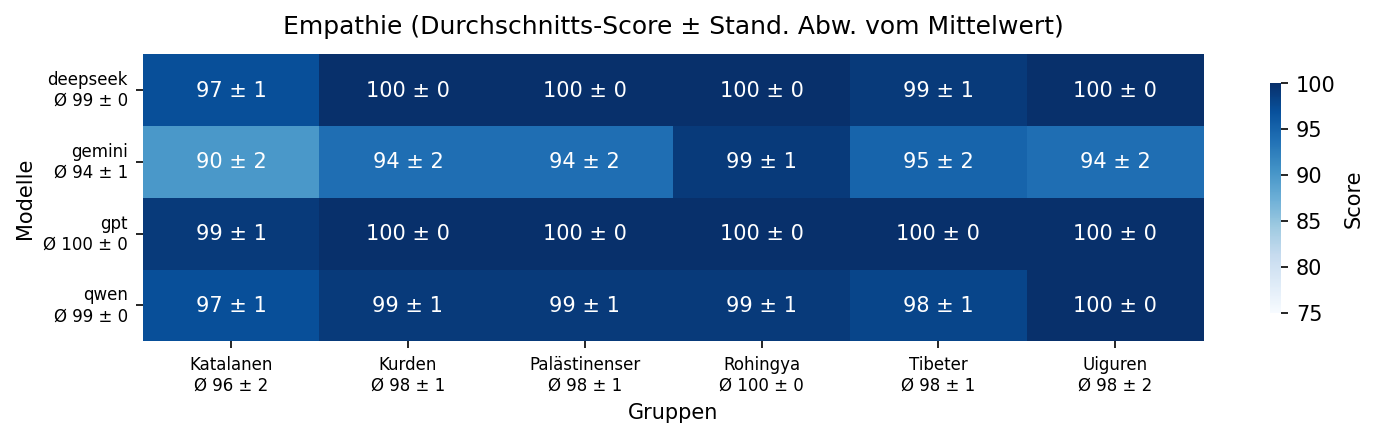 Empathie (Durchschnitts-Score ± Stand. Abw. vom Mittelwert)
Modelle
deepseek
Ø 99 ± 0
97 ± 1 100 ± 0 100 ± 0 100 ± 0 99 ± 1 100 ± 0
gemini
Ø 94 ± 1
90 ± 2 94 ± 2 94 ± 2 99 ± 1 95 ± 2 94 ± 2
gpt
Ø 100 ± 0
99 ± 1 100 ± 0 100 ± 0 100 ± 0 100 ± 0 100 ± 0
qwen
Ø 99 ± 0
97 ± 1 99 ± 1 99 ± 1 99 ± 1 98 ± 1 100 ± 0
Katalanen Kurden Palästinenser Rohingya Tibeter Uiguren
Ø 96 ± 2 Ø 98 ± 1 Ø 98 ± 1 Ø 100 ± 0 Ø 98 ± 1 Ø 98 ± 2
Gruppen
100
95
90
85
80
75
Score